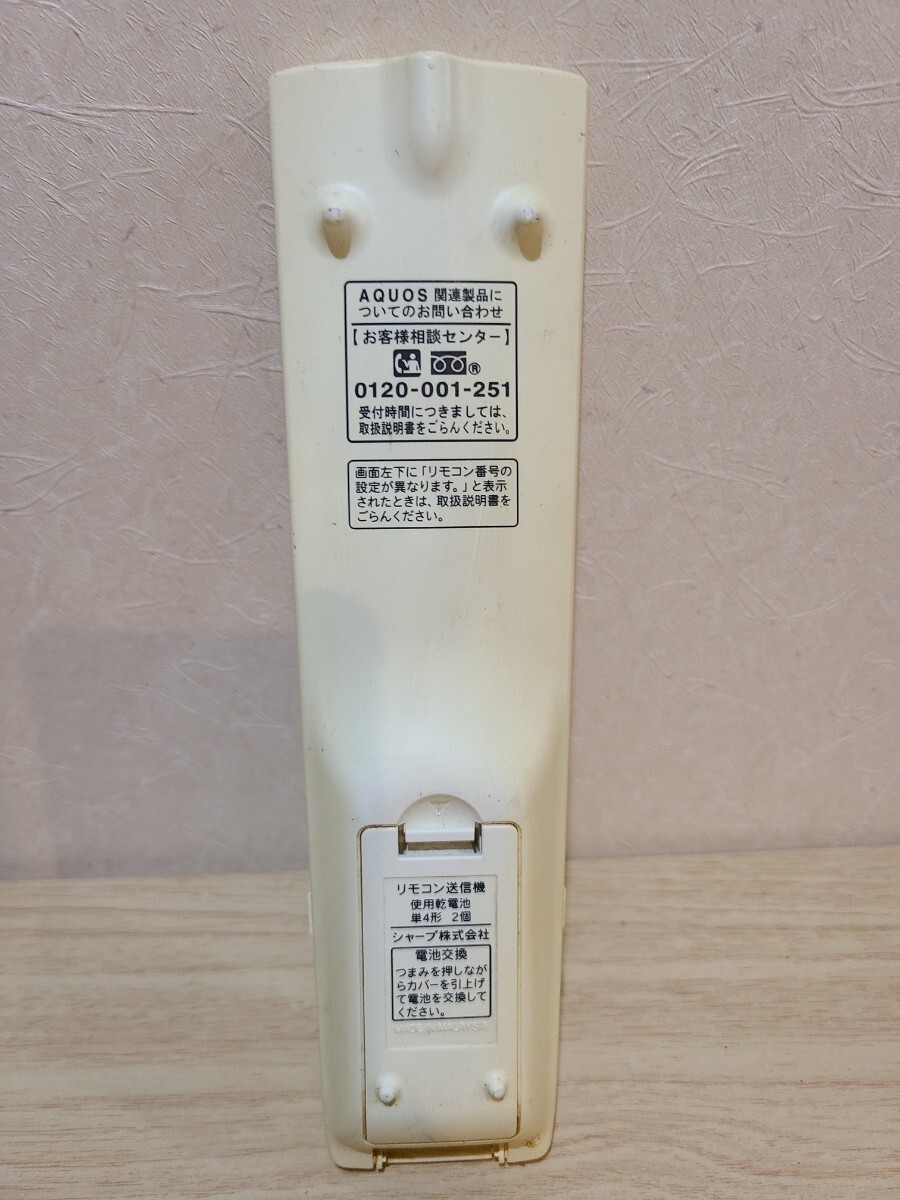 AQUOS 関連製品に
ついてのお問い合わせ
【お客様相談センター】
®
0120-001-251
受付時間につきましては、
取扱説明書をごらんください。
画面左下に「リモコン番号の
設定が異なります。」と表示
されたときは、取扱説明書を
ごらんください。
リモコン送信機
使用乾電池
単4形 2個
シャープ株式会社
電池交換
つまみを押しなが
らカバーを引上げ
て電池を交換して
ください。
MADE IN MALAYSIA